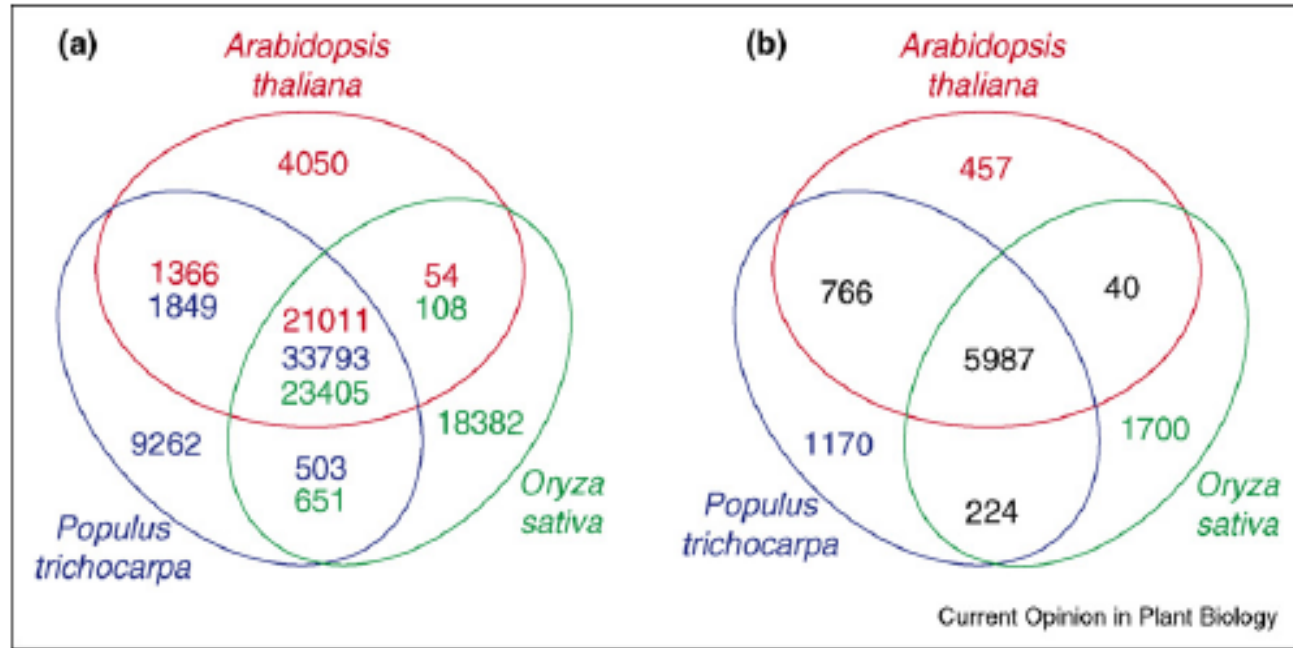 (a)
Arabidopsis
thaliana
4050
1366
1849
54
108
21011
33793
23405
9262
18382
503
651
Populus
trichocarpa
Oryza
sativa
(b)
Arabidopsis
thaliana
457
766
40
5987
1170
1700
224
Populus
trichocarpa
Oryza
sativa
Current Opinion in Plant Biology